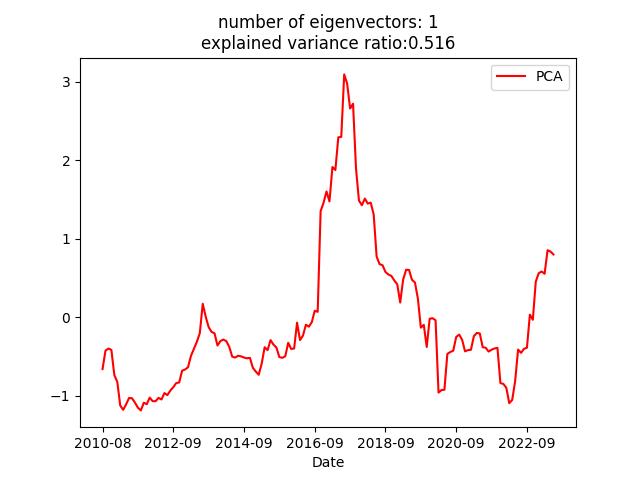 number of eigenvectors: 1
explained variance ratio:0.516
PCA
3
2
1
0
−1
2010-08 2012-09 2014-09 2016-09 2018-09 2020-09 2022-09
Date